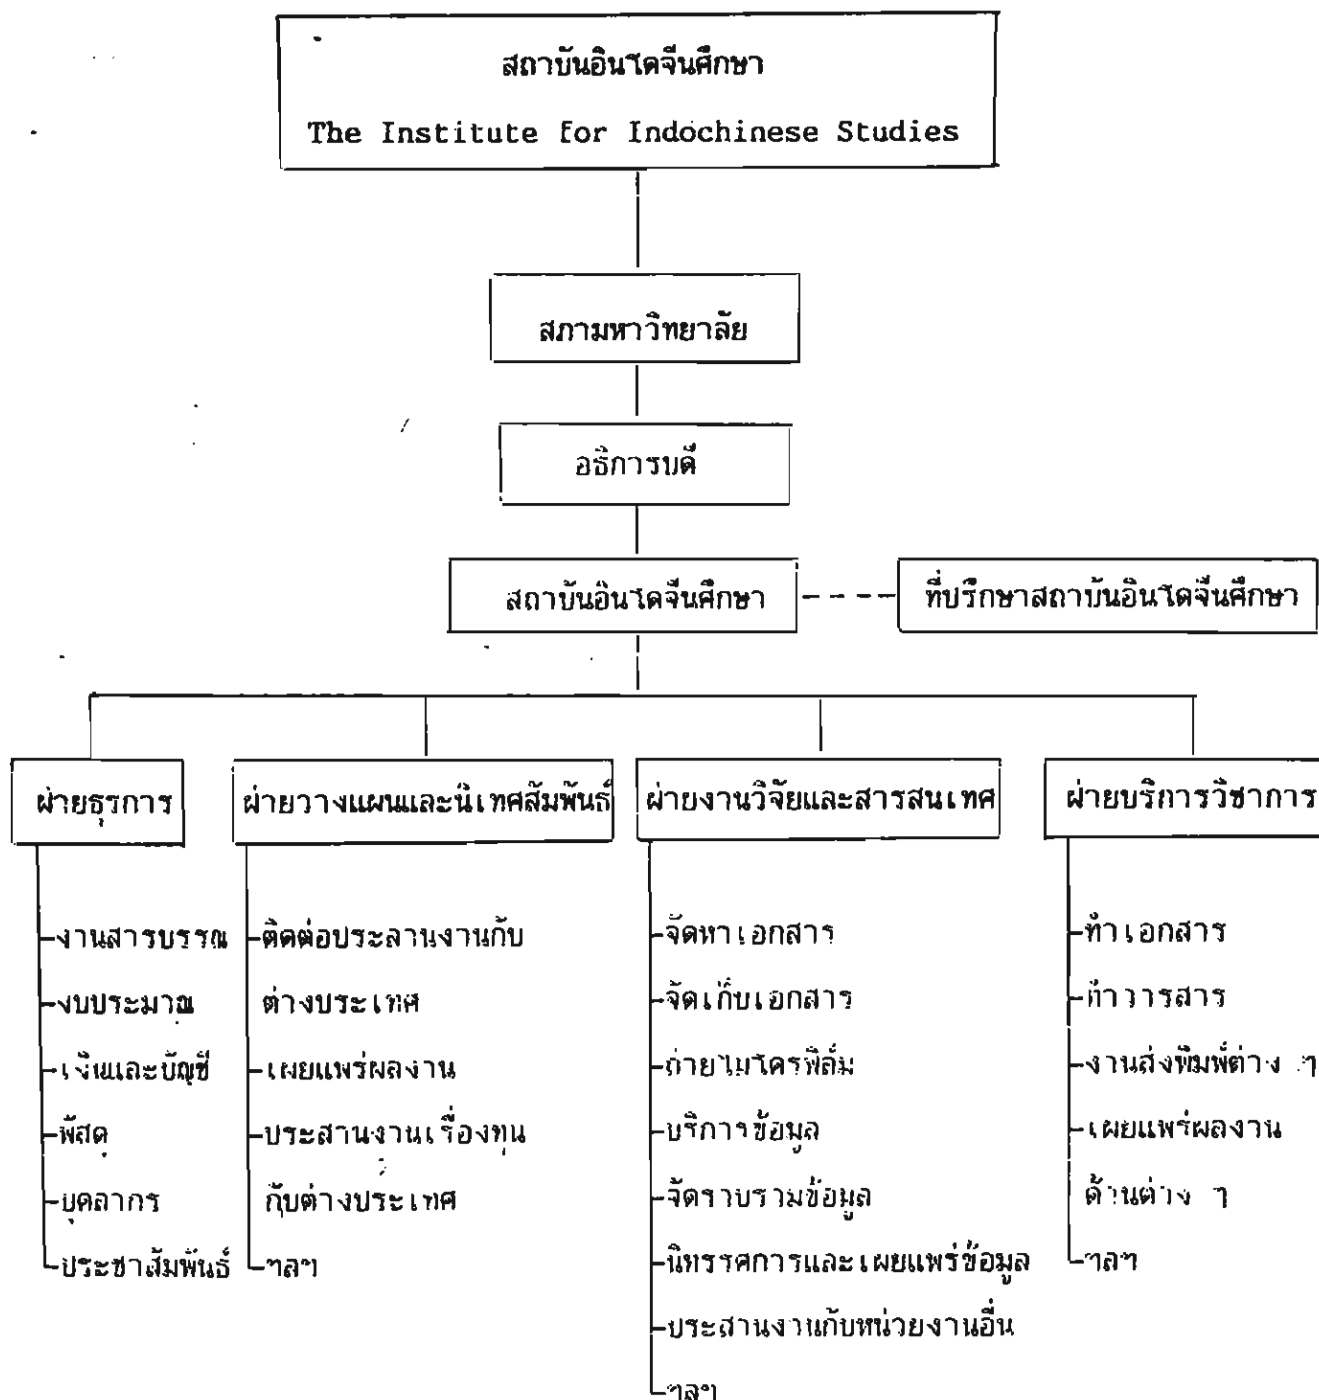 สถาบันอินโดจีนศึกษา
The Institute for Indochinese Studies
สภามหาวิทยาลัย
อธิการบดี
สถาบันอินโดจีนศึกษา
ที่ปรึกษาสถาบันอินโดจีนศึกษา
ฝ่ายธุรการ
-งานสารบรรณ
-งบประมาณ
-เงินและบัญชี
-พัสดุ
-บุคลากร
-ประชาสัมพันธ์
ฝ่ายวางแผนและนิเทศสัมพันธ์
-ติดต่อประสานงานกับ
ต่างประเทศ
-เผยแพร่ผลงาน
-ประสานงานเรื่องทุน
กับต่างประเทศ
-ฯลฯ
ฝ่ายงานวิจัยและสารสนเทศ
-จัดหาเอกสาร
-จัดเก็บเอกสาร
-ถ่ายไมโครฟิล์ม
-บริการข้อมูล
-จัดรวบรวมข้อมูล
-นิทรรศการและเผยแพร่ข้อมูล
-ประสานงานกับหน่วยงานอื่น
-ฯลฯ
ฝ่ายบริการวิชาการ
-ทำเอกสาร
-ทำวารสาร
-งานสิ่งพิมพ์ต่าง ๆ
-เผยแพร่ผลงาน
ด้านต่าง ๆ
-ฯลฯ